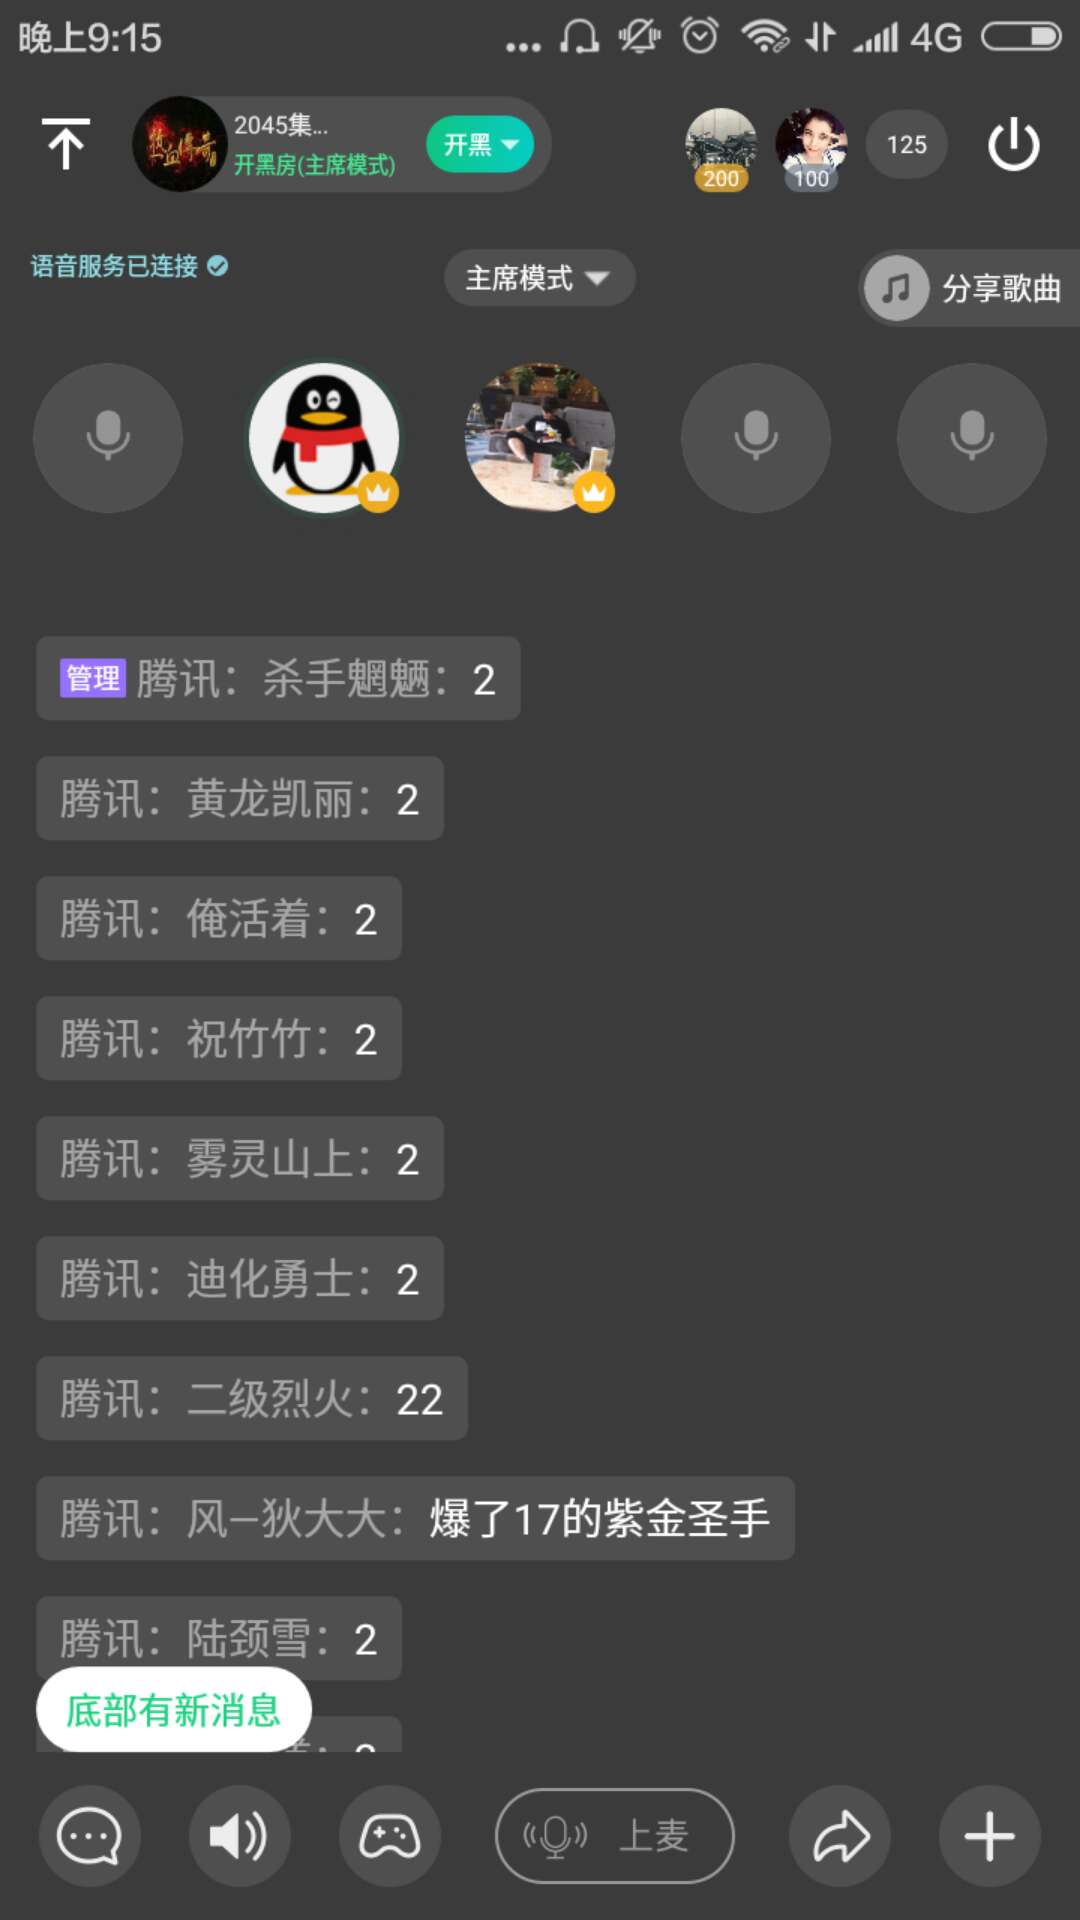 晚上9:15
4G
热血传奇
2045集...
开黑房(主席模式)
开黑
200
100
125
语音服务已连接
主席模式
分享歌曲
管理 腾讯：杀手魍魉：2
腾讯：黄龙凯丽：2
腾讯：俺活着：2
腾讯：祝竹竹：2
腾讯：雾灵山上：2
腾讯：迪化勇士：2
腾讯：二级烈火：22
腾讯：风—狄大大：爆了17的紫金圣手
腾讯：陆颈雪：2
底部有新消息
上麦